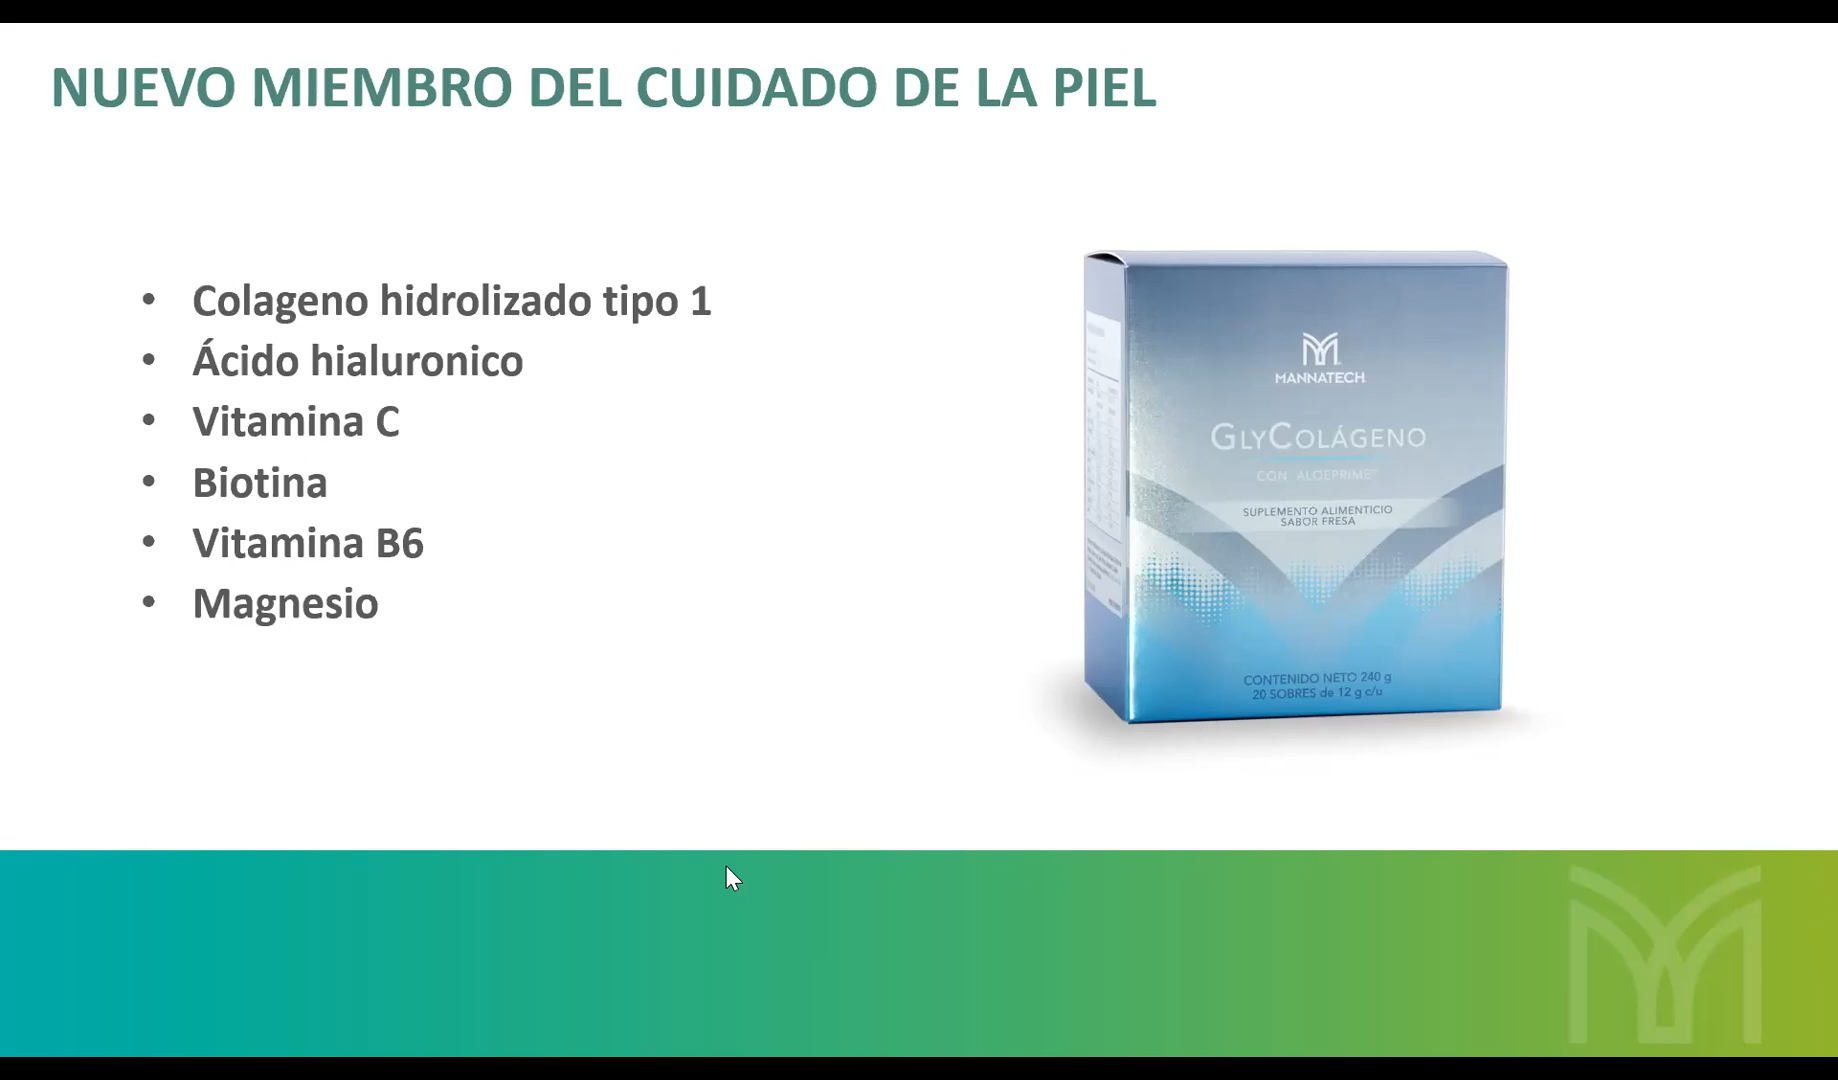 NUEVO MIEMBRO DEL CUIDADO DE LA PIEL
• Colageno hidrolizado tipo 1
• Ácido hialuronico
• Vitamina C
• Biotina
• Vitamina B6
• Magnesio
MANNATECH
GLYCOLÁGENO
CON ALOEPRIME™
SUPLEMENTO ALIMENTICIO
SABOR FRESA
CONTENIDO NETO 240 g
20 SOBRES de 12 g c/u